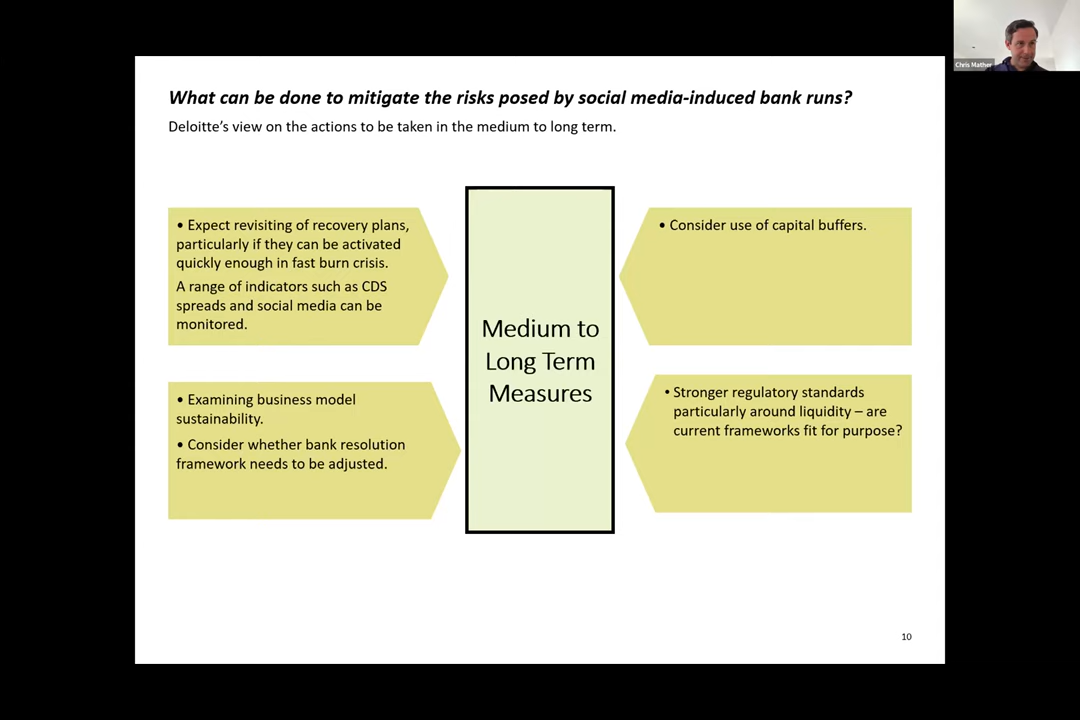 Chris Mather
What can be done to mitigate the risks posed by social media-induced bank runs?
Deloitte’s view on the actions to be taken in the medium to long term.
• Expect revisiting of recovery plans,
particularly if they can be activated
quickly enough in fast burn crisis.
A range of indicators such as CDS
spreads and social media can be
monitored.
• Examining business model
sustainability.
• Consider whether bank resolution
framework needs to be adjusted.
Medium to
Long Term
Measures
• Consider use of capital buffers.
• Stronger regulatory standards
particularly around liquidity – are
current frameworks fit for purpose?
10